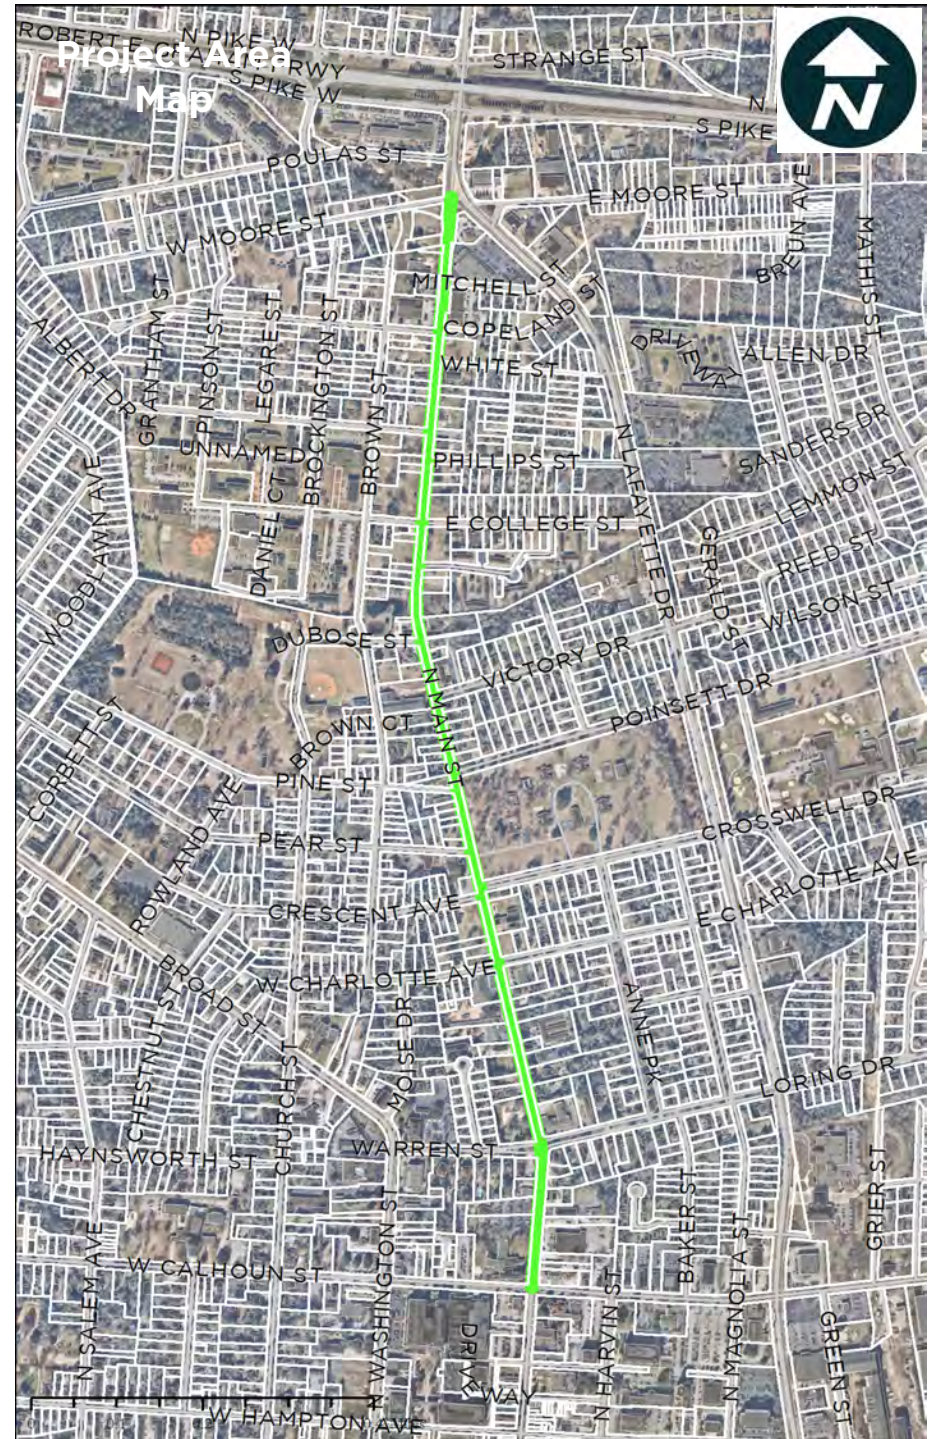 ROBERT E GRAHAM FRWY
N PIKE W
Project Area
Map
S PIKE W
STRANGE ST
N
N
S PIKE
POULAS ST
E MOORE ST
W MOORE ST
BREUN AVE
MATHIS ST
MITCHELL ST
COPELAND ST
WHITE ST
DRIVEWA
ALLEN DR
ALBERT DR
GRANTHAM ST
PINSON ST
LEGARE ST
BROCKINGTON ST
BROWN ST
UNNAMED
PHILLIPS ST
SANDERS DR
LEMMON ST
N LAFAYETTE DR
E COLLEGE ST
DANIEL CT
WOODLAWN AVE
GERALD ST
REED ST
WILSON ST
DUBOSE ST
VICTORY DR
N MAIN ST
POINSETT DR
BROWN CT
CORBETT ST
PINE ST
CROSSWELL DR
PEAR ST
ROWLAND AVE
CRESCENT AVE
E CHARLOTTE AVE
BROAD ST
W CHARLOTTE AVE
ANNE PK
CHESTNUT ST
MOISE DR
CHURCH ST
LORING DR
WARREN ST
HAYNSWORTH ST
GRIER ST
BAKER ST
N SALEM AVE
W CALHOUN ST
N WASHINGTON ST
N HARVIN ST
N MAGNOLIA ST
GREEN ST
DRIVEWAY
W HAMPTON AVE